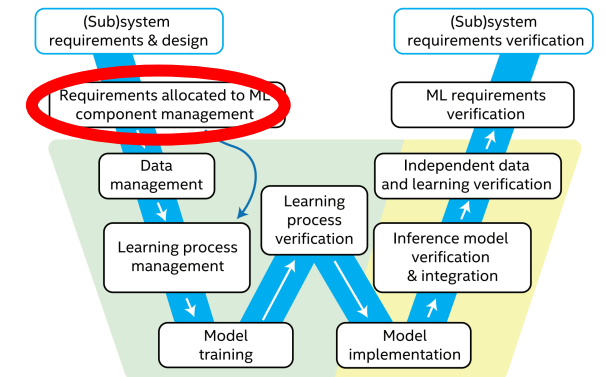 (Sub)system
requirements & design
(Sub)system
requirements verification
Requirements allocated to ML
component management
ML requirements
verification
Data
management
Independent data
and learning verification
Learning
process
verification
Learning process
management
Inference model
verification
& integration
Model
training
Model
implementation